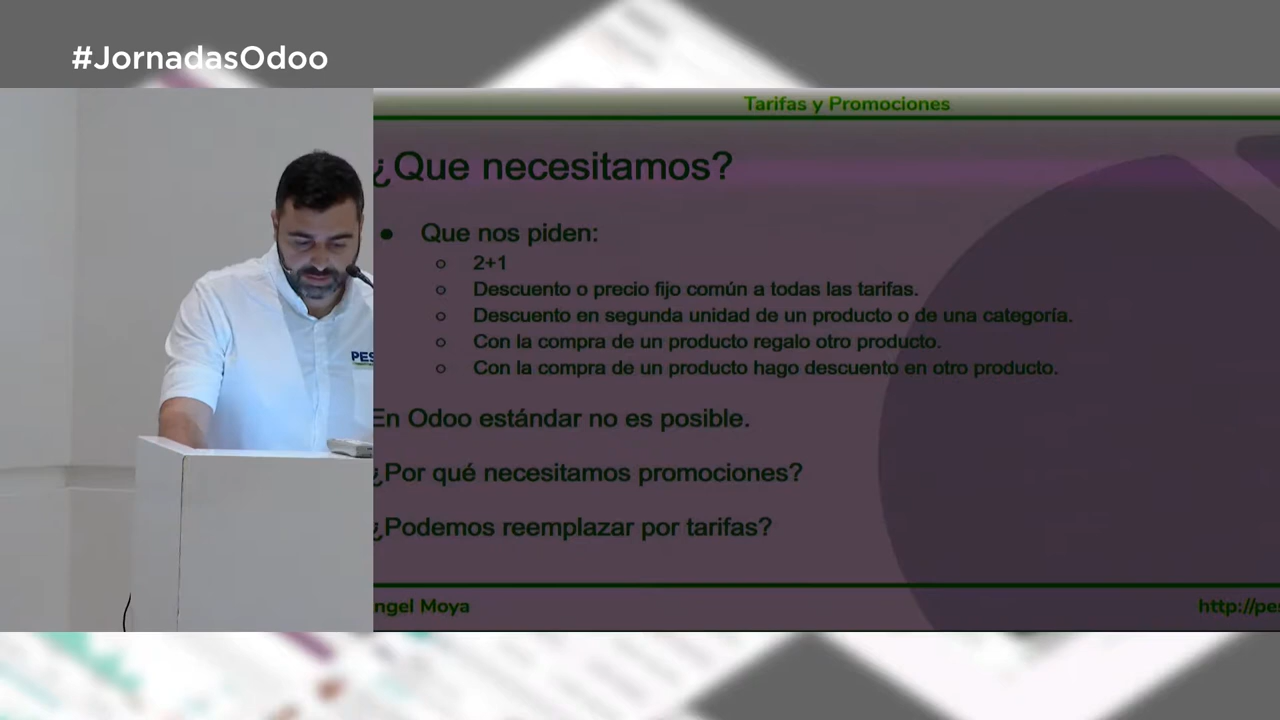 #JornadasOdoo
Tarifas y Promociones
¿Que necesitamos?
Que nos piden:
2+1
Descuento o precio fijo común a todas las tarifas.
Descuento en segunda unidad de un producto o de una categoría.
Con la compra de un producto regalo otro producto.
Con la compra de un producto hago descuento en otro producto.
PES
En Odoo estándar no es posible.
¿Por qué necesitamos promociones?
¿Podemos reemplazar por tarifas?
ngel Moya
http://pes